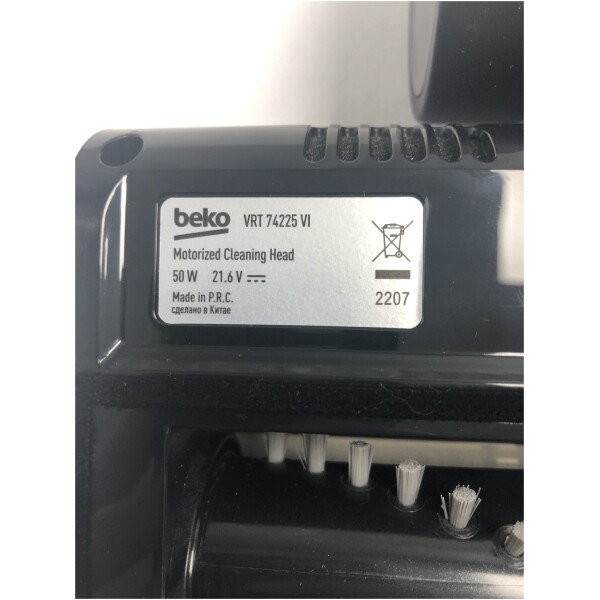 beko VRT 74225 VI
Motorized Cleaning Head
50 W 21.6 V
Made in P.R.C.
сделано в Китае
2207